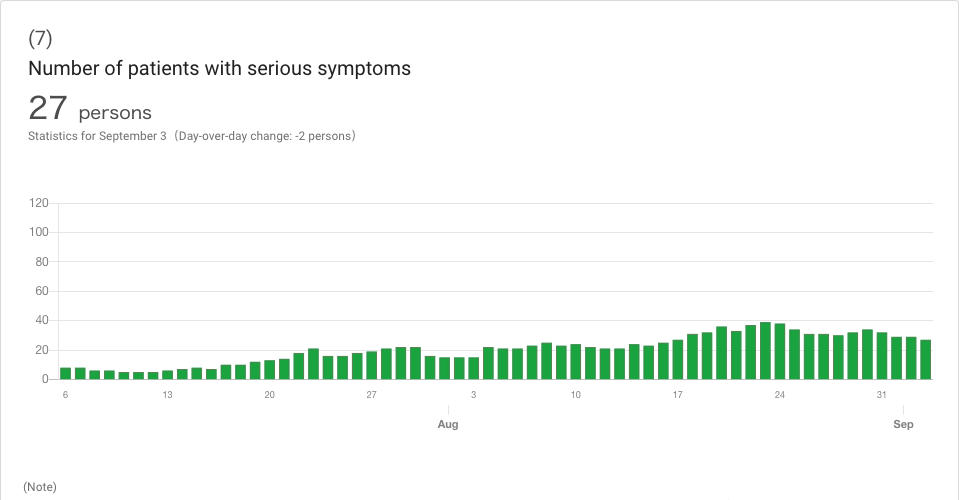 (7)
Number of patients with serious symptoms
27 persons
Statistics for September 3（Day-over-day change: -2 persons）
120
100
80
60
40
20
0
6 13 20 27 3 10 17 24 31
Aug Sep
(Note)